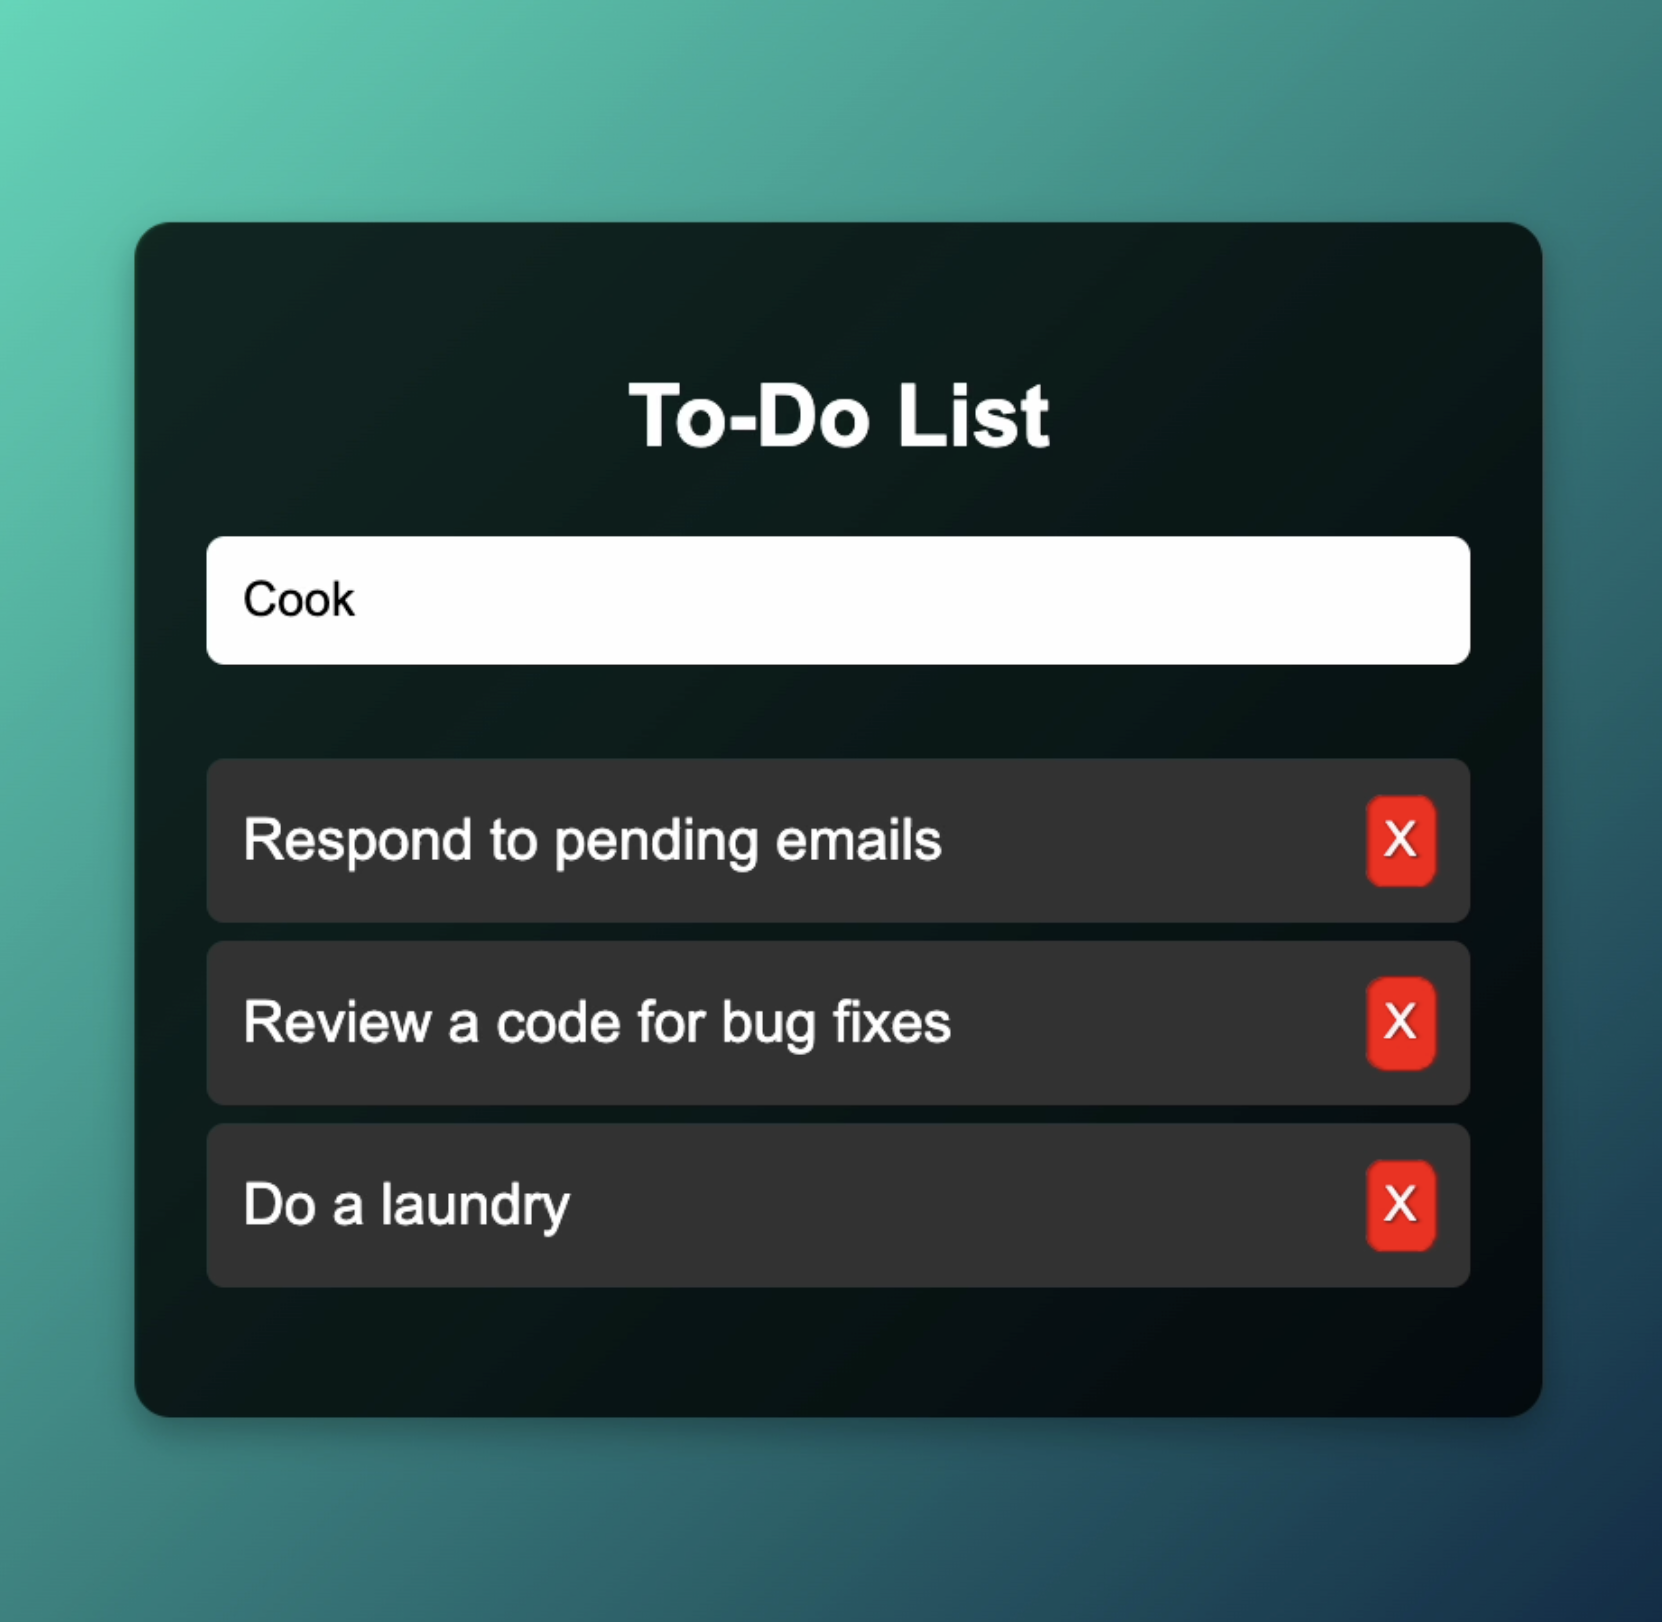 To-Do List
Cook
Respond to pending emails
X
Review a code for bug fixes
X
Do a laundry
X